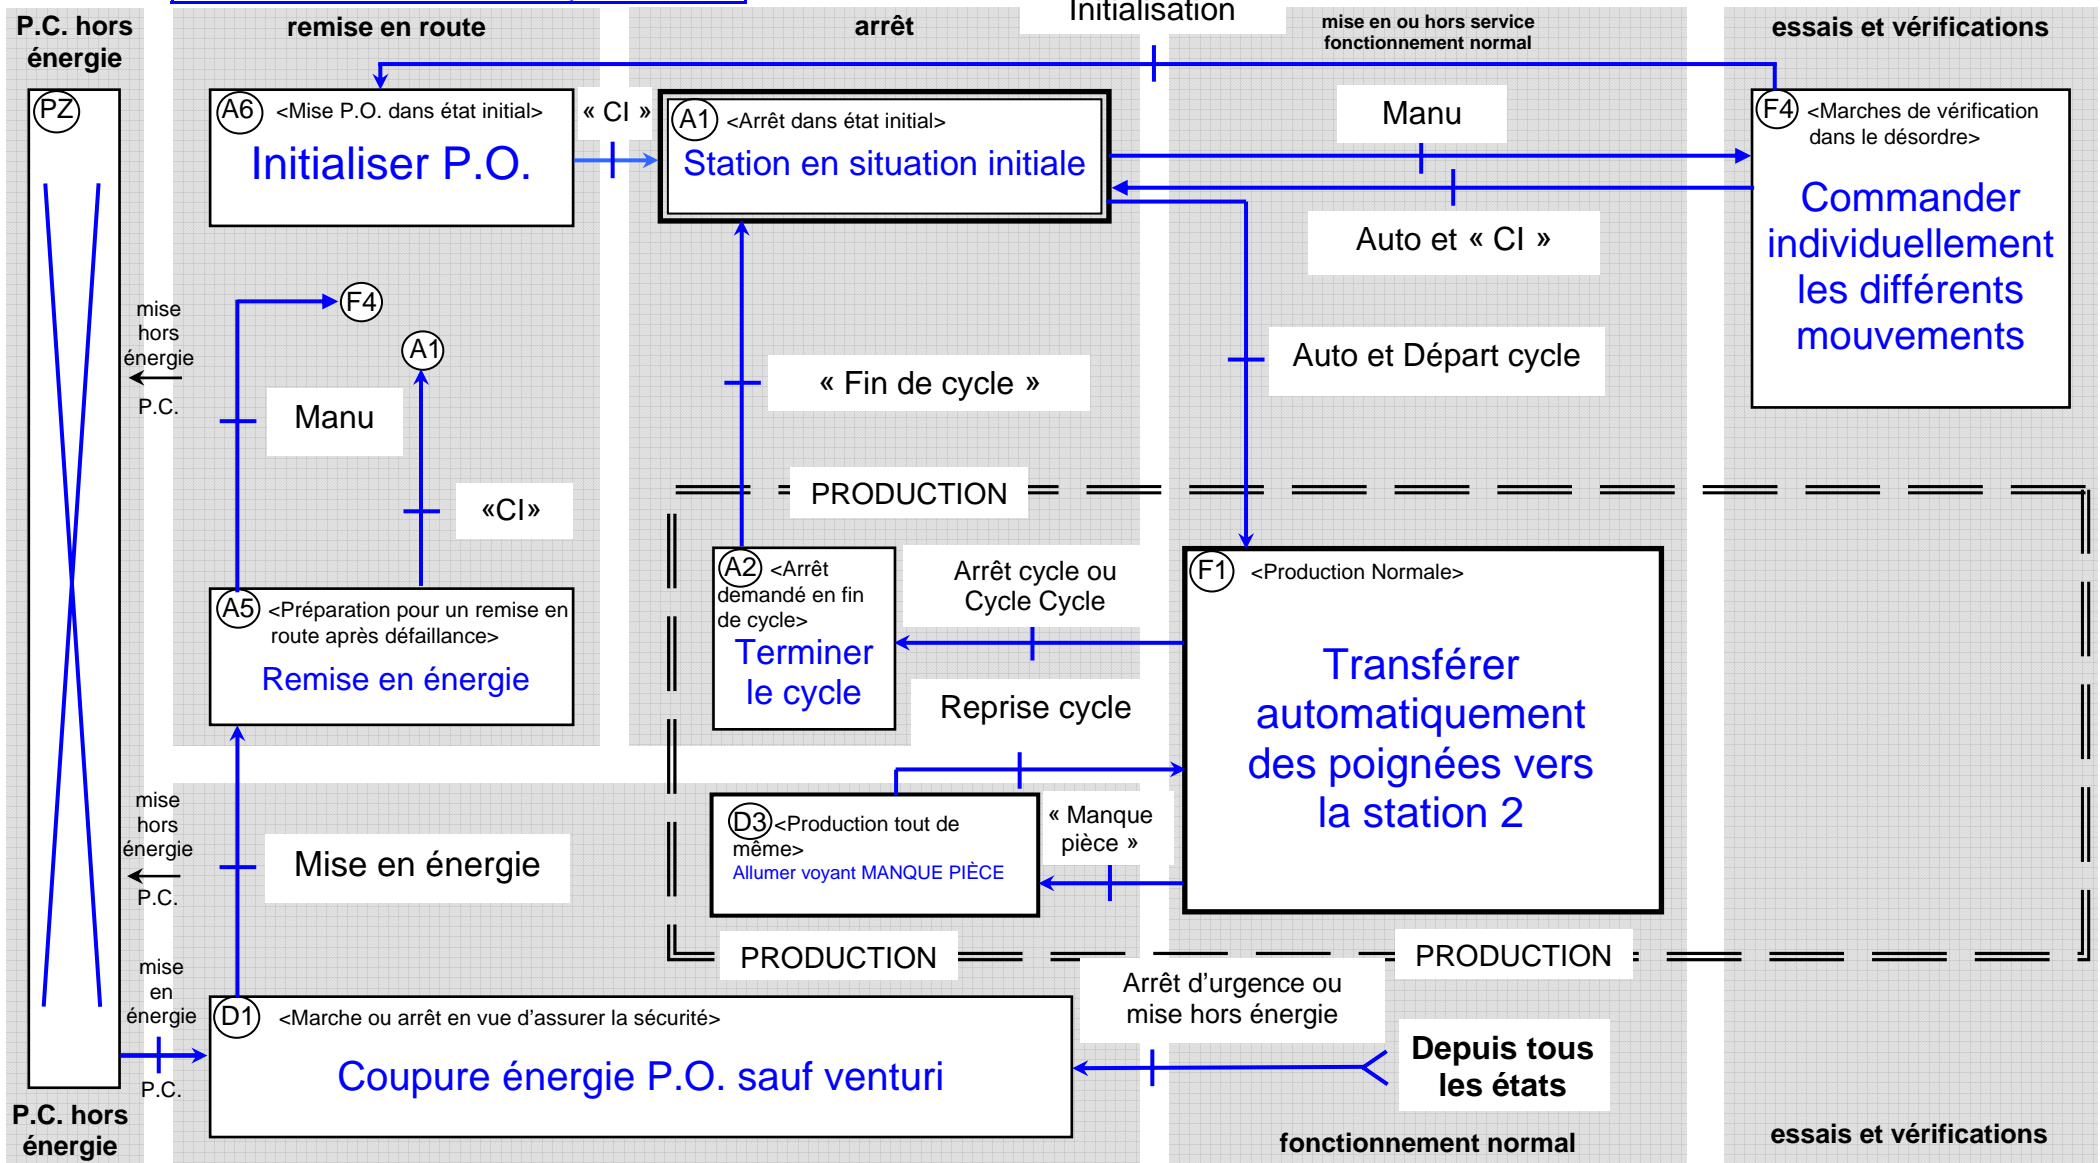 Initialisation
P.C. hors
énergie
remise en route
arrêt
mise en ou hors service
fonctionnement normal
essais et vérifications
PZ
A6 <Mise P.O. dans état initial>
Initialiser P.O.
« CI »
A1 <Arrêt dans état initial>
Station en situation initiale
Manu
Auto et « CI »
F4 <Marches de vérification
dans le désordre>
Commander
individuellement
les différents
mouvements
mise
hors
énergie
P.C.
F4
A1
Manu
«CI»
« Fin de cycle »
Auto et Départ cycle
PRODUCTION
A5 <Préparation pour un remise en
route après défaillance>
Remise en énergie
A2 <Arrêt
demandé en fin
de cycle>
Terminer
le cycle
Arrêt cycle ou
Cycle Cycle
Reprise cycle
F1 <Production Normale>
Transférer
automatiquement
des poignées vers
la station 2
mise
hors
énergie
P.C.
Mise en énergie
D3 <Production tout de
même>
Allumer voyant MANQUE PIÈCE
« Manque
pièce »
PRODUCTION
PRODUCTION
mise
en
énergie
P.C.
D1 <Marche ou arrêt en vue d'assurer la sécurité>
Coupure énergie P.O. sauf venturi
Arrêt d'urgence ou
mise hors énergie
Depuis tous
les états
P.C. hors
énergie
fonctionnement normal
essais et vérifications